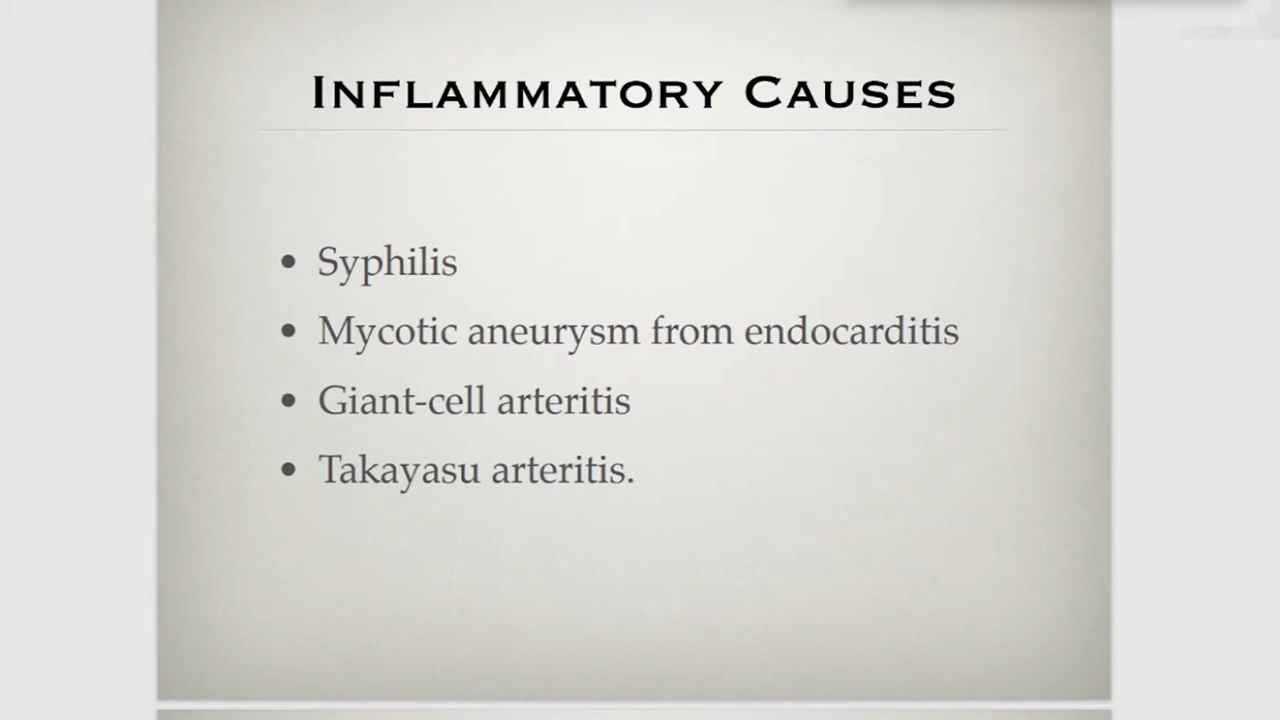 Inflammatory Causes
• Syphilis
• Mycotic aneurysm from endocarditis
• Giant-cell arteritis
• Takayasu arteritis.